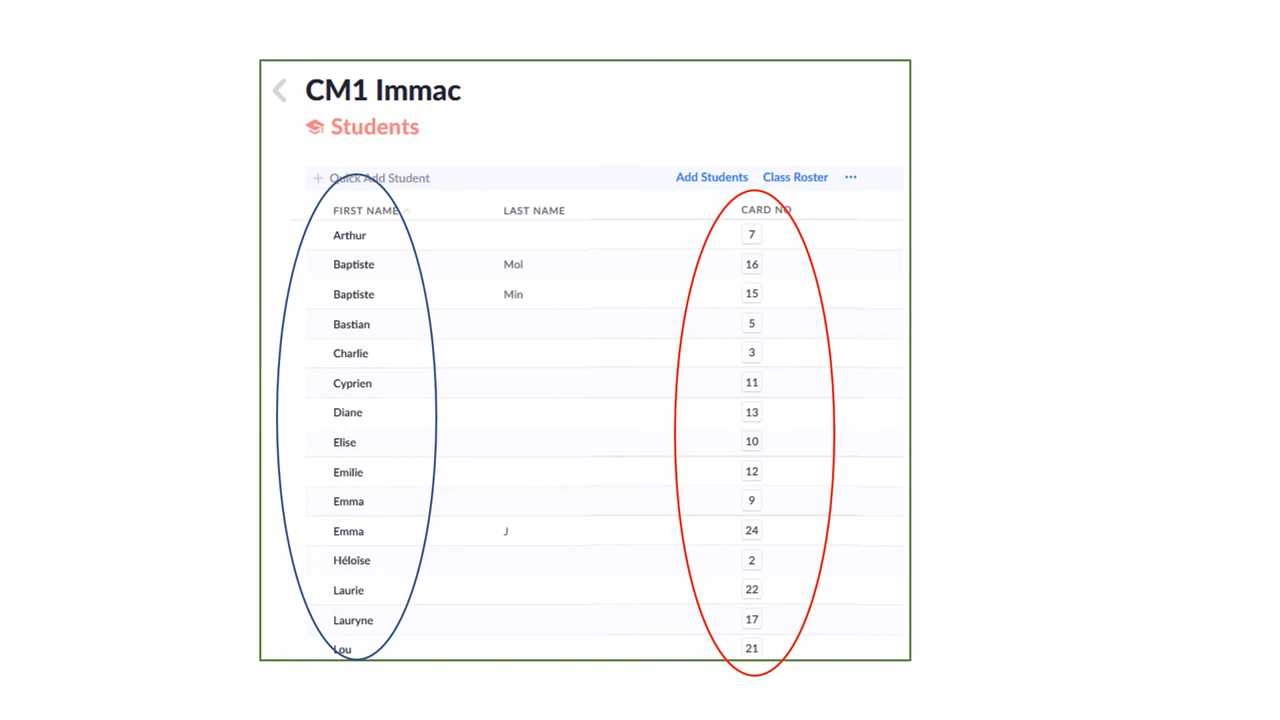 CM1 Immac
Students
+ Quick Add Student Add Students Class Roster ...
FIRST NAME LAST NAME CARD NO
Arthur 7
Baptiste Mol 16
Baptiste Min 15
Bastian 5
Charlie 3
Cyprien 11
Diane 13
Elise 10
Emilie 12
Emma 9
Emma J 24
Héloïse 2
Laurie 22
Lauryne 17
Lou 21